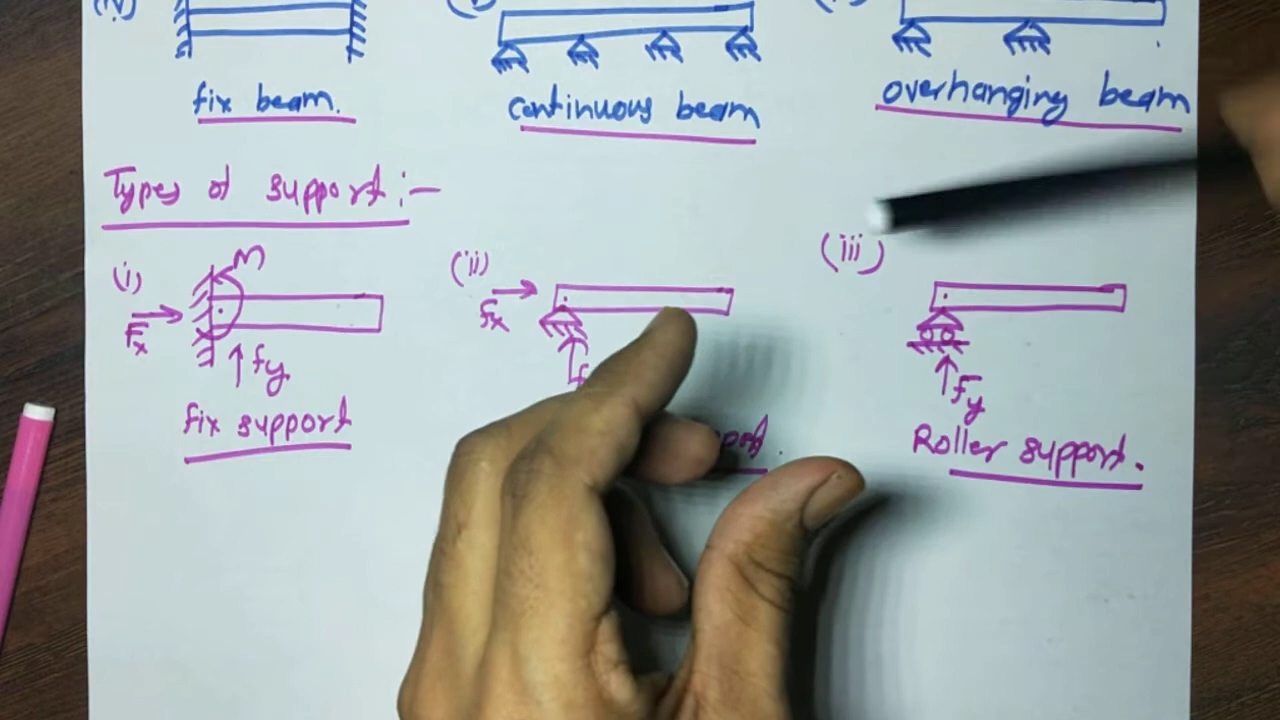 fix beam.
continuous beam
overhanging beam
Types of support :-
(i)
M
Fx
fy
fix support
(ii)
fx
(iii)
fy
Roller support.